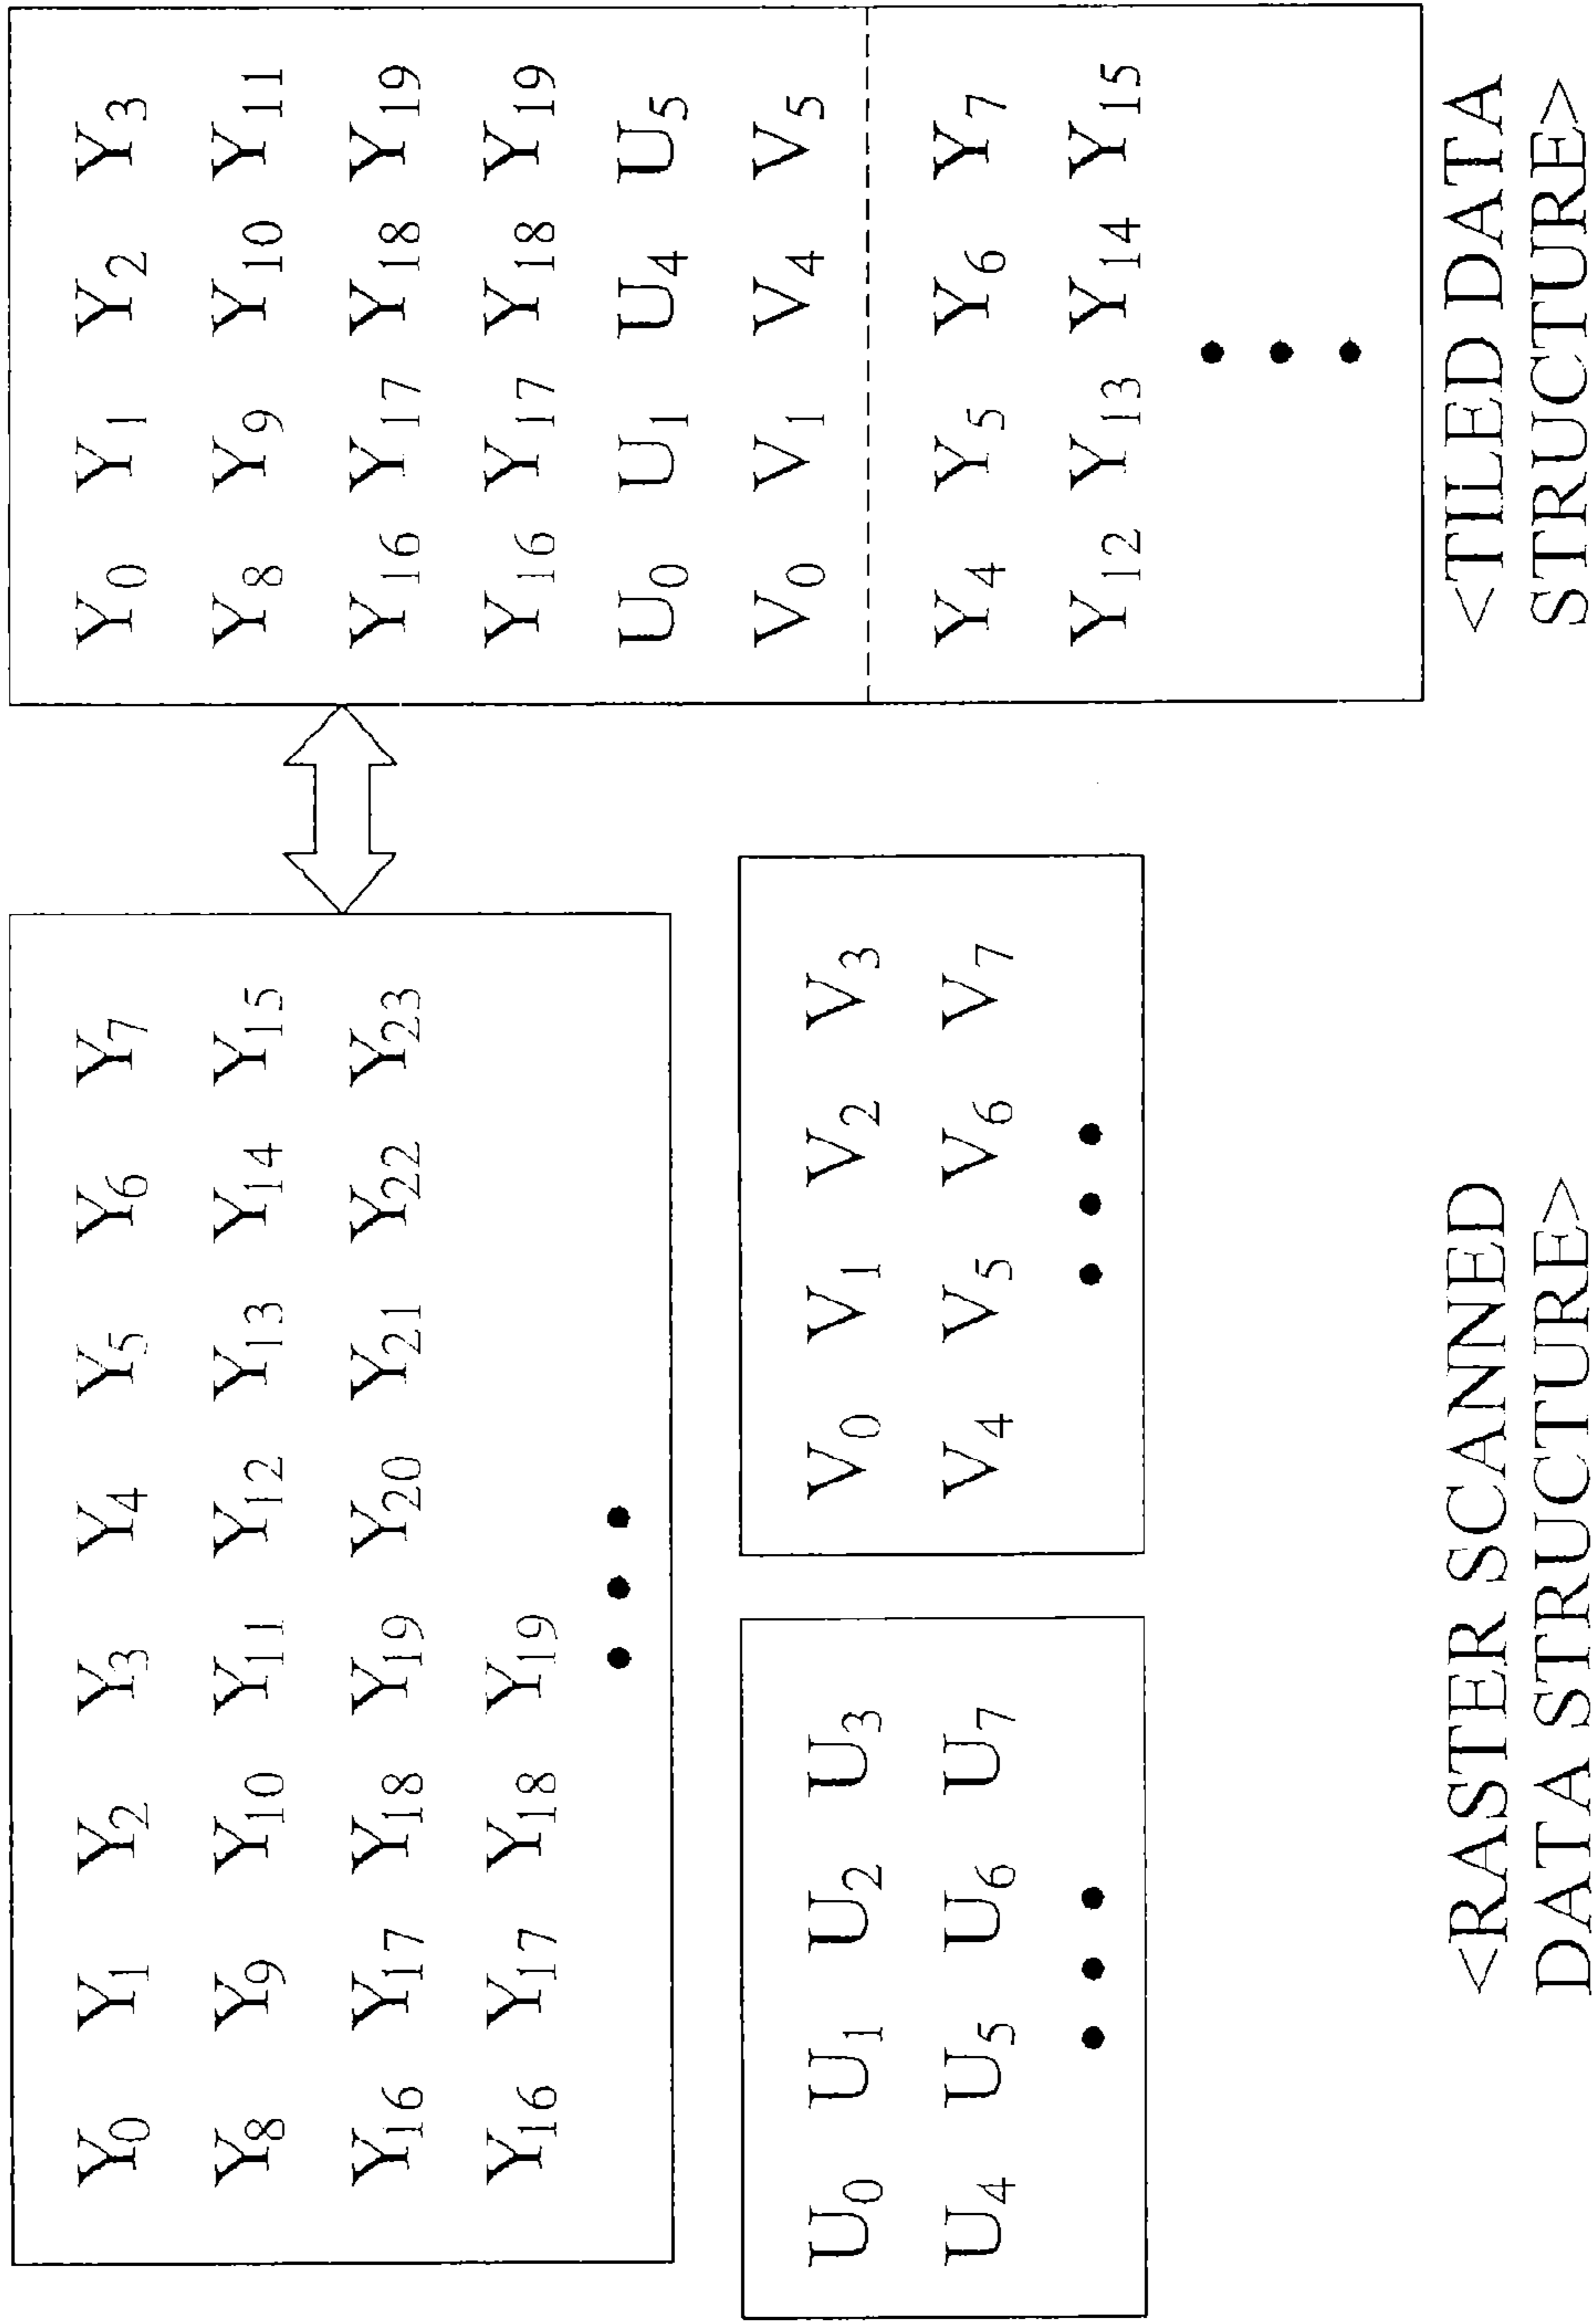 Y0 Y1 Y2 Y3 Y4 Y5 Y6 Y7
Y8 Y9 Y10 Y11 Y12 Y13 Y14 Y15
Y16 Y17 Y18 Y19 Y20 Y21 Y22 Y23
Y16 Y17 Y18 Y19
U0 U1 U2 U3
U4 U5 U6 U7
V0 V1 V2 V3
V4 V5 V6 V7
<RASTER SCANNED
DATA STRUCTURE>
Y0 Y1 Y2 Y3
Y8 Y9 Y10 Y11
Y16 Y17 Y18 Y19
Y16 Y17 Y18 Y19
U0 U1 U4 U5
V0 V1 V4 V5
Y4 Y5 Y6 Y7
Y12 Y13 Y14 Y15
<TILED DATA
STRUCTURE>